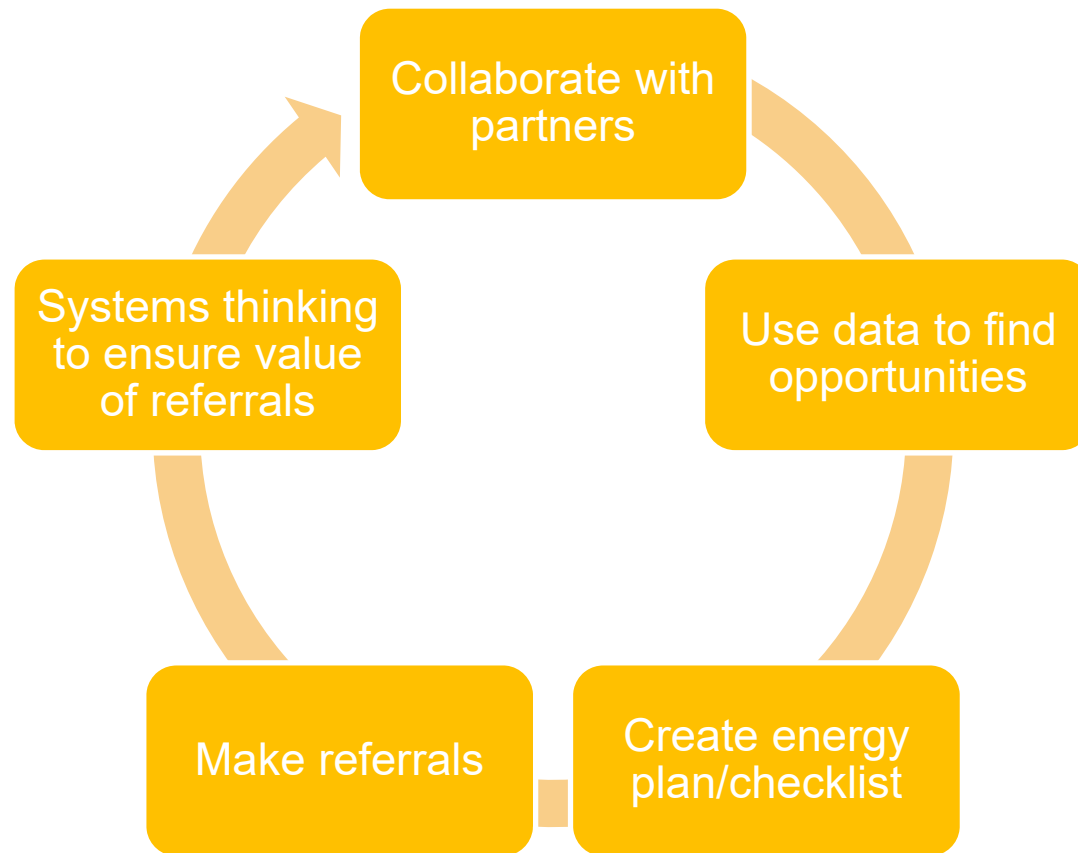 Collaborate with
partners
Use data to find
opportunities
Create energy
plan/checklist
Make referrals
Systems thinking
to ensure value
of referrals